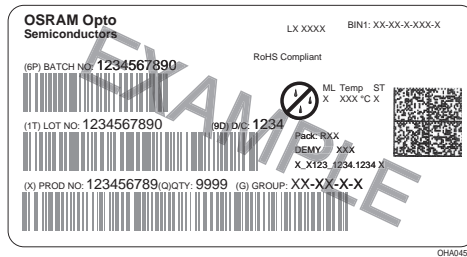 OSRAM Opto
Semiconductors
LX XXXX
BIN1: XX-XX-X-XXX-X
RoHS Compliant
(6P) BATCH NO: 1234567890
ML Temp ST
X XXX °C X
(1T) LOT NO: 1234567890
(9D) D/C: 1234
Pack: RXX
DEMY XXX
X_X123_1234.1234 X
(X) PROD NO: 123456789(Q)QTY: 9999 (G) GROUP: XX-XX-X-X
EXAMPLE
OHA045